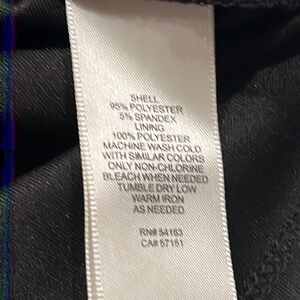 SHELL
95% POLYESTER
5% SPANDEX
LINING
100% POLYESTER
MACHINE WASH COLD
WITH SIMILAR COLORS
ONLY NON-CHLORINE
BLEACH WHEN NEEDED
TUMBLE DRY LOW
WARM IRON
AS NEEDED
RN# 54163
CA# 57151